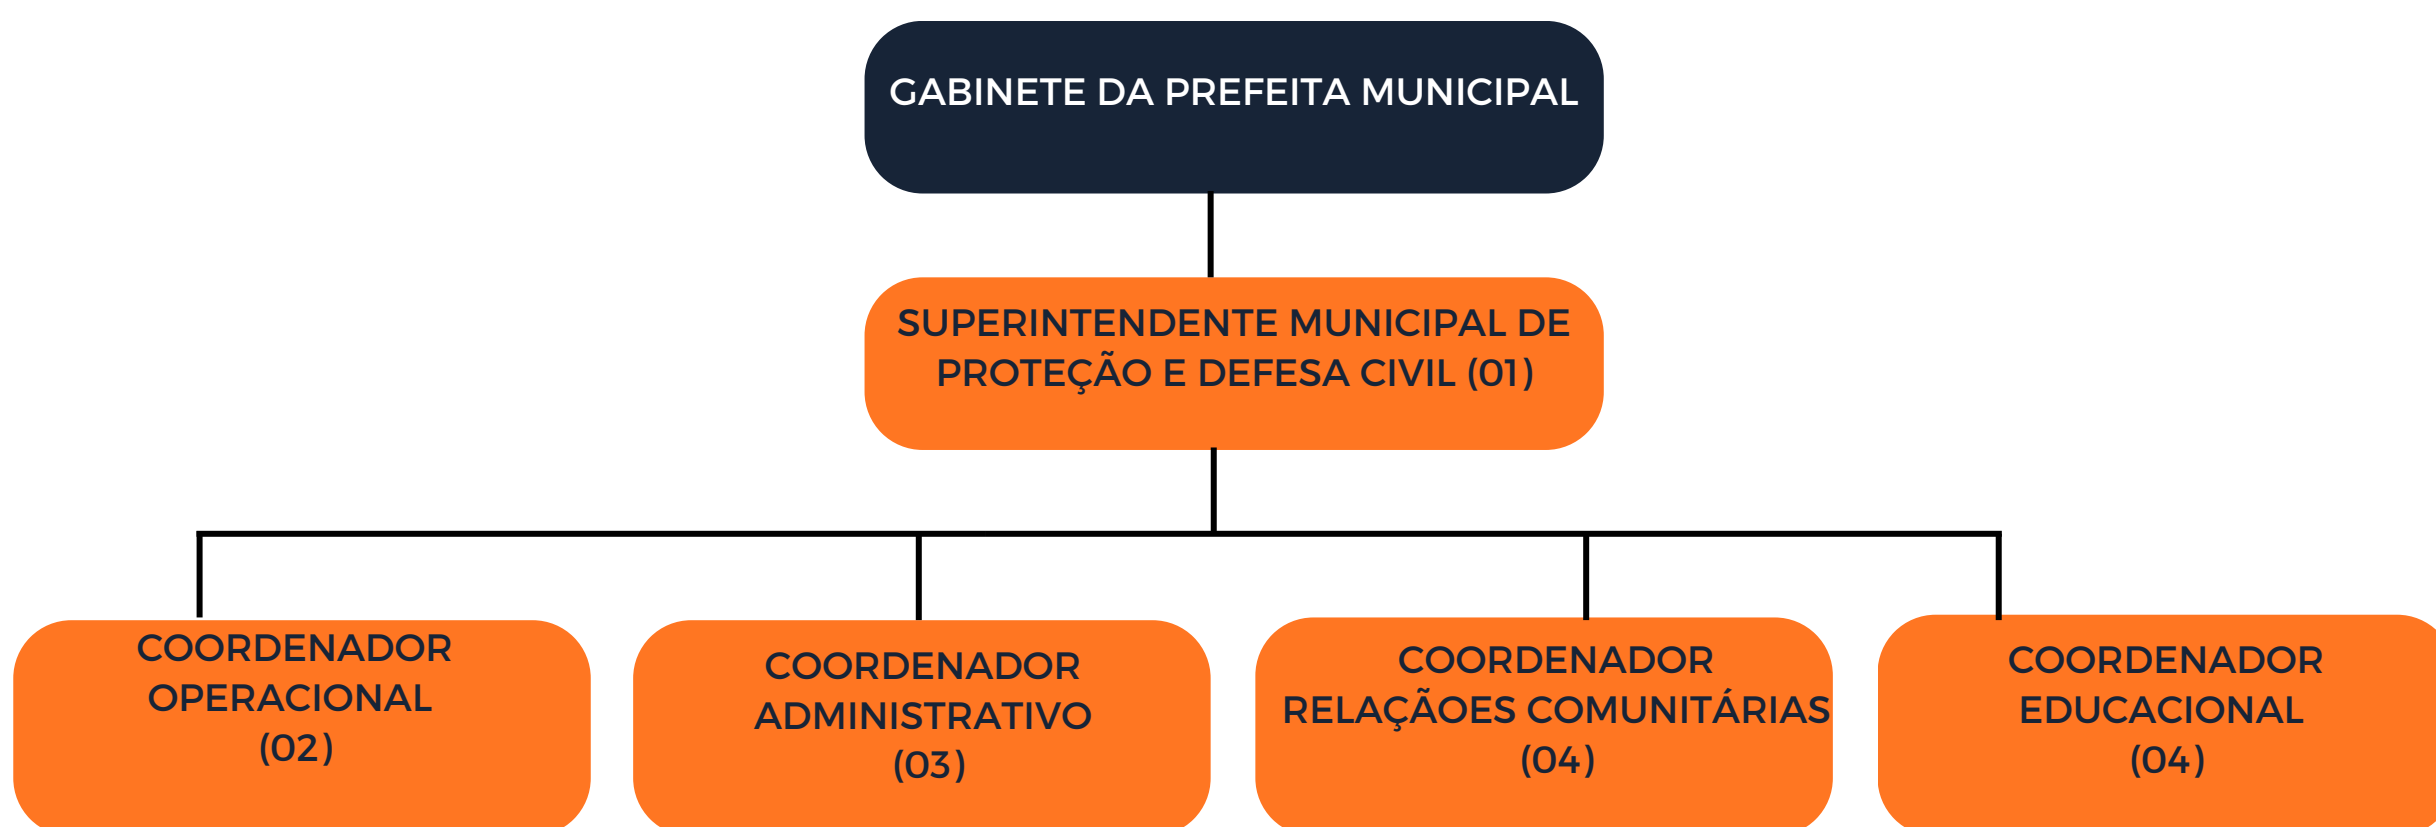 GABINETE DA PREFEITA MUNICIPAL
SUPERINTENDENTE MUNICIPAL DE
PROTEÇÃO E DEFESA CIVIL (01)
COORDENADOR
OPERACIONAL
(02)
COORDENADOR
ADMINISTRATIVO
(03)
COORDENADOR
RELAÇÃOES COMUNITÁRIAS
(04)
COORDENADOR
EDUCACIONAL
(04)